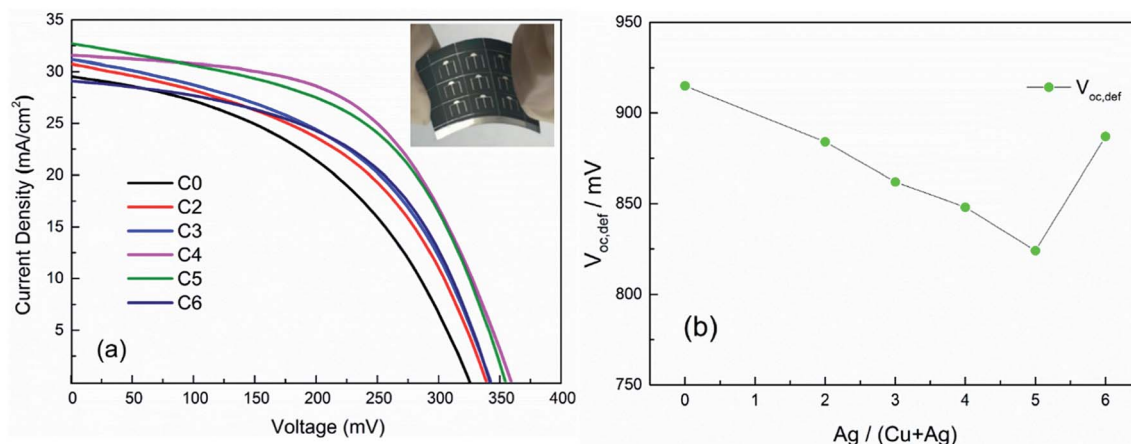 35
30
25
20
15
10
5
0
50
100
150
200
250
300
350
400
Current Density (mA/cm²)
Voltage (mV)
C0
C2
C3
C4
C5
C6
(a)
950
900
850
800
750
0
1
2
3
4
5
6
V_oc,def / mV
Ag / (Cu+Ag)
V_oc,def
(b)